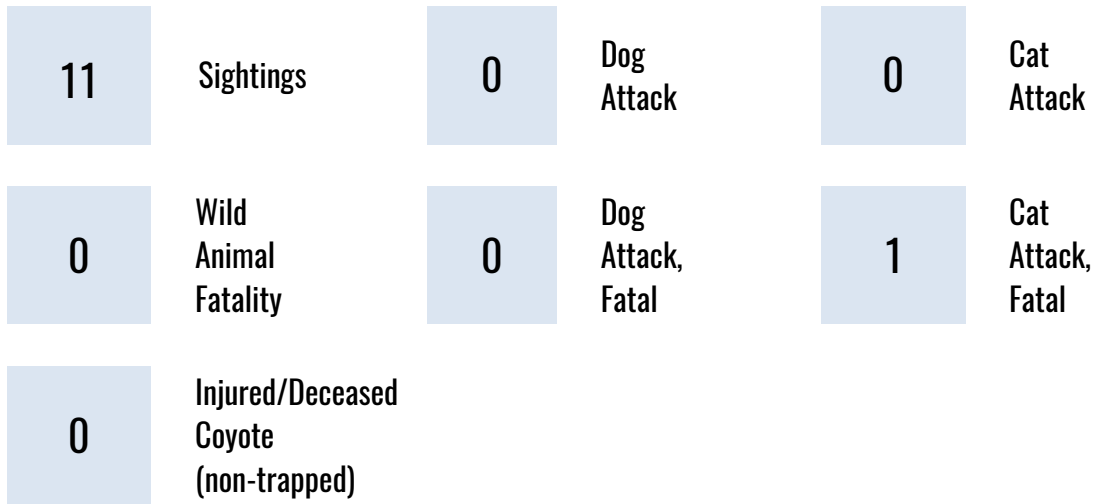 11
Sightings
0
Dog
Attack
0
Cat
Attack
0
Wild
Animal
Fatality
0
Dog
Attack,
Fatal
1
Cat
Attack,
Fatal
0
Injured/Deceased
Coyote
(non-trapped)